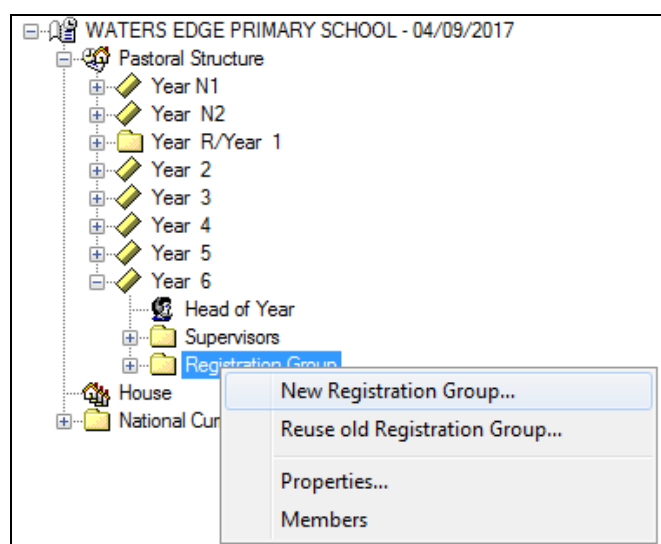 WATERS EDGE PRIMARY SCHOOL - 04/09/2017
Pastoral Structure
Year N1
Year N2
Year R/Year 1
Year 2
Year 3
Year 4
Year 5
Year 6
Head of Year
Supervisors
Registration Group
New Registration Group...
House
National Cur
Reuse old Registration Group...
Properties...
Members